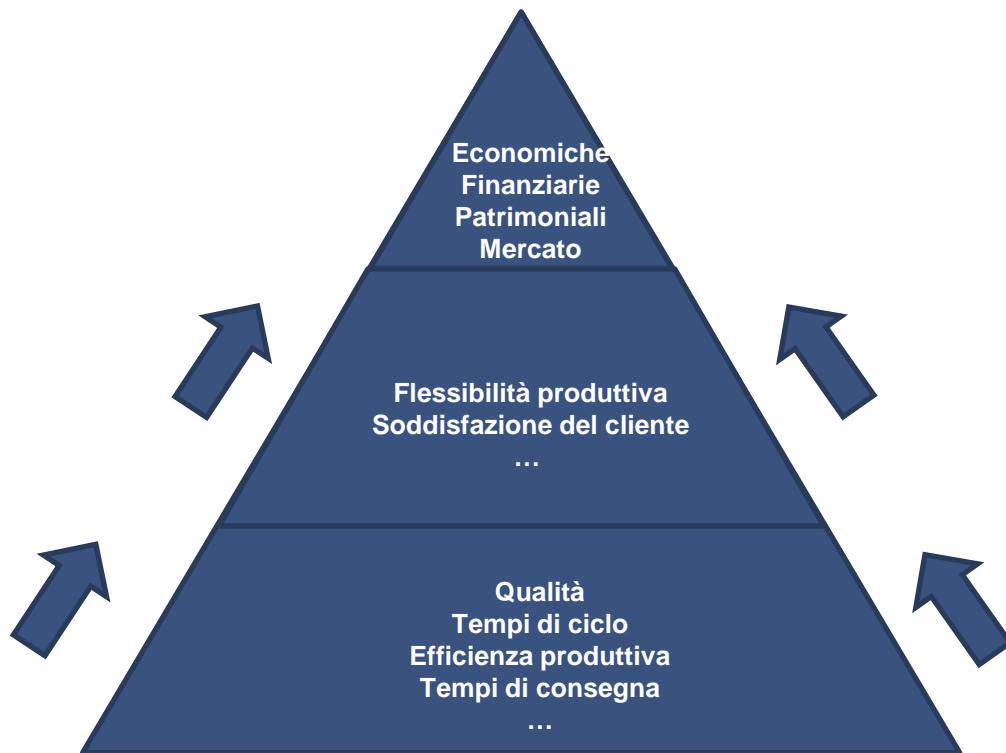 Economiche
Finanziarie
Patrimoniali
Mercato
Flessibilità produttiva
Soddisfazione del cliente
…
Qualità
Tempi di ciclo
Efficienza produttiva
Tempi di consegna
…